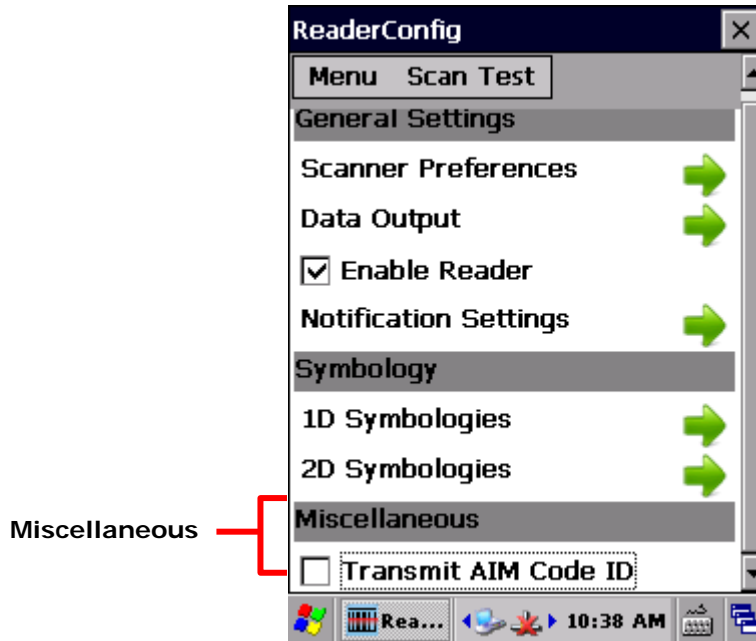 ReaderConfig
Menu Scan Test
General Settings
Scanner Preferences
Data Output
Enable Reader
Notification Settings
Symbology
1D Symbologies
2D Symbologies
Miscellaneous
Miscellaneous
Transmit AIM Code ID
Rea... 10:38 AM